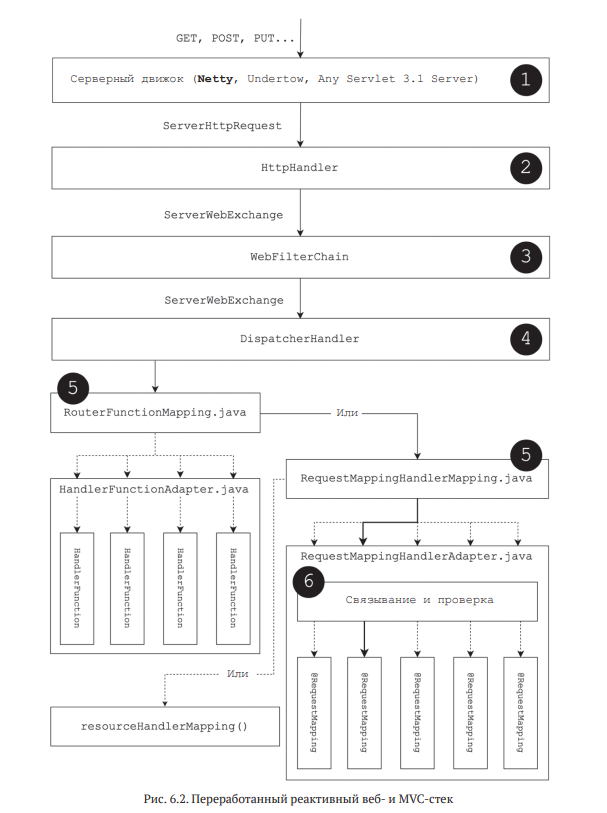 GET, POST, PUT...
Серверный движок (Netty, Undertow, Any Servlet 3.1 Server)
1
ServerHttpRequest
HttpHandler
2
ServerWebExchange
WebFilterChain
3
ServerWebExchange
DispatcherHandler
4
5
RouterFunctionMapping.java
Или
5
RequestMappingHandlerMapping.java
HandlerFunctionAdapter.java
HandlerFunction
HandlerFunction
HandlerFunction
HandlerFunction
RequestMappingHandlerAdapter.java
6
Связывание и проверка
@RequestMapping
@RequestMapping
@RequestMapping
@RequestMapping
@RequestMapping
Или
resourceHandlerMapping()
Рис. 6.2. Переработанный реактивный веб- и MVC-стек